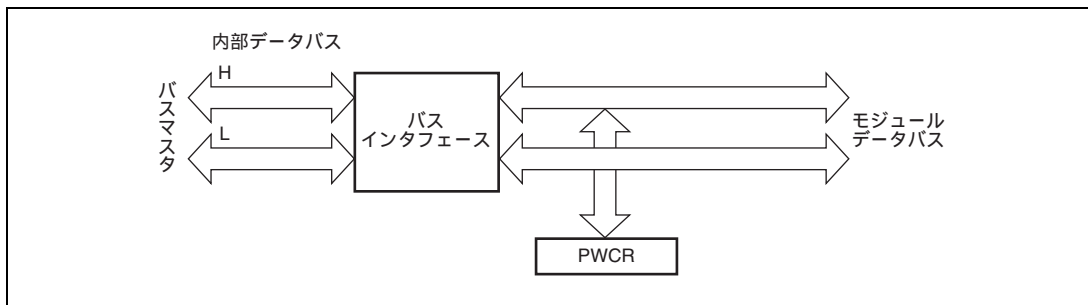 内部データバス
H
バスマスタ
L
バス
インタフェース
モジュール
データバス
PWCR